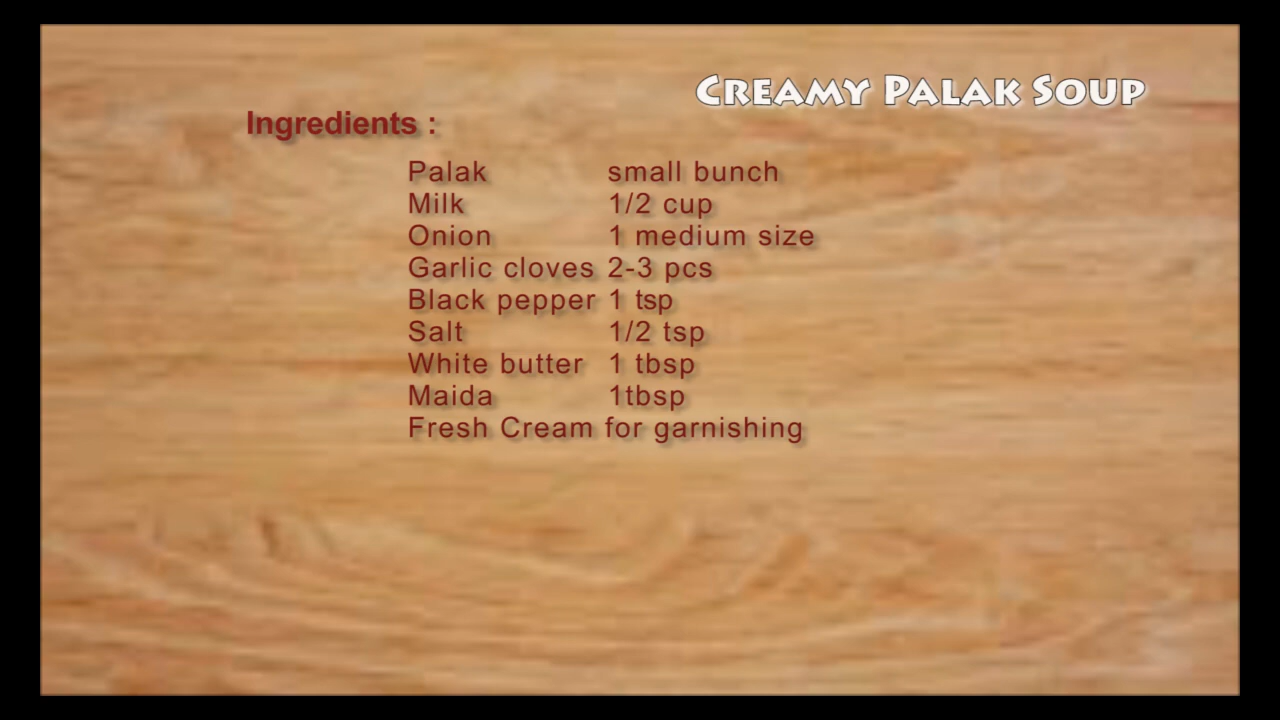 Creamy Palak Soup
Ingredients :
Palak small bunch
Milk 1/2 cup
Onion 1 medium size
Garlic cloves 2-3 pcs
Black pepper 1 tsp
Salt 1/2 tsp
White butter 1 tbsp
Maida 1tbsp
Fresh Cream for garnishing